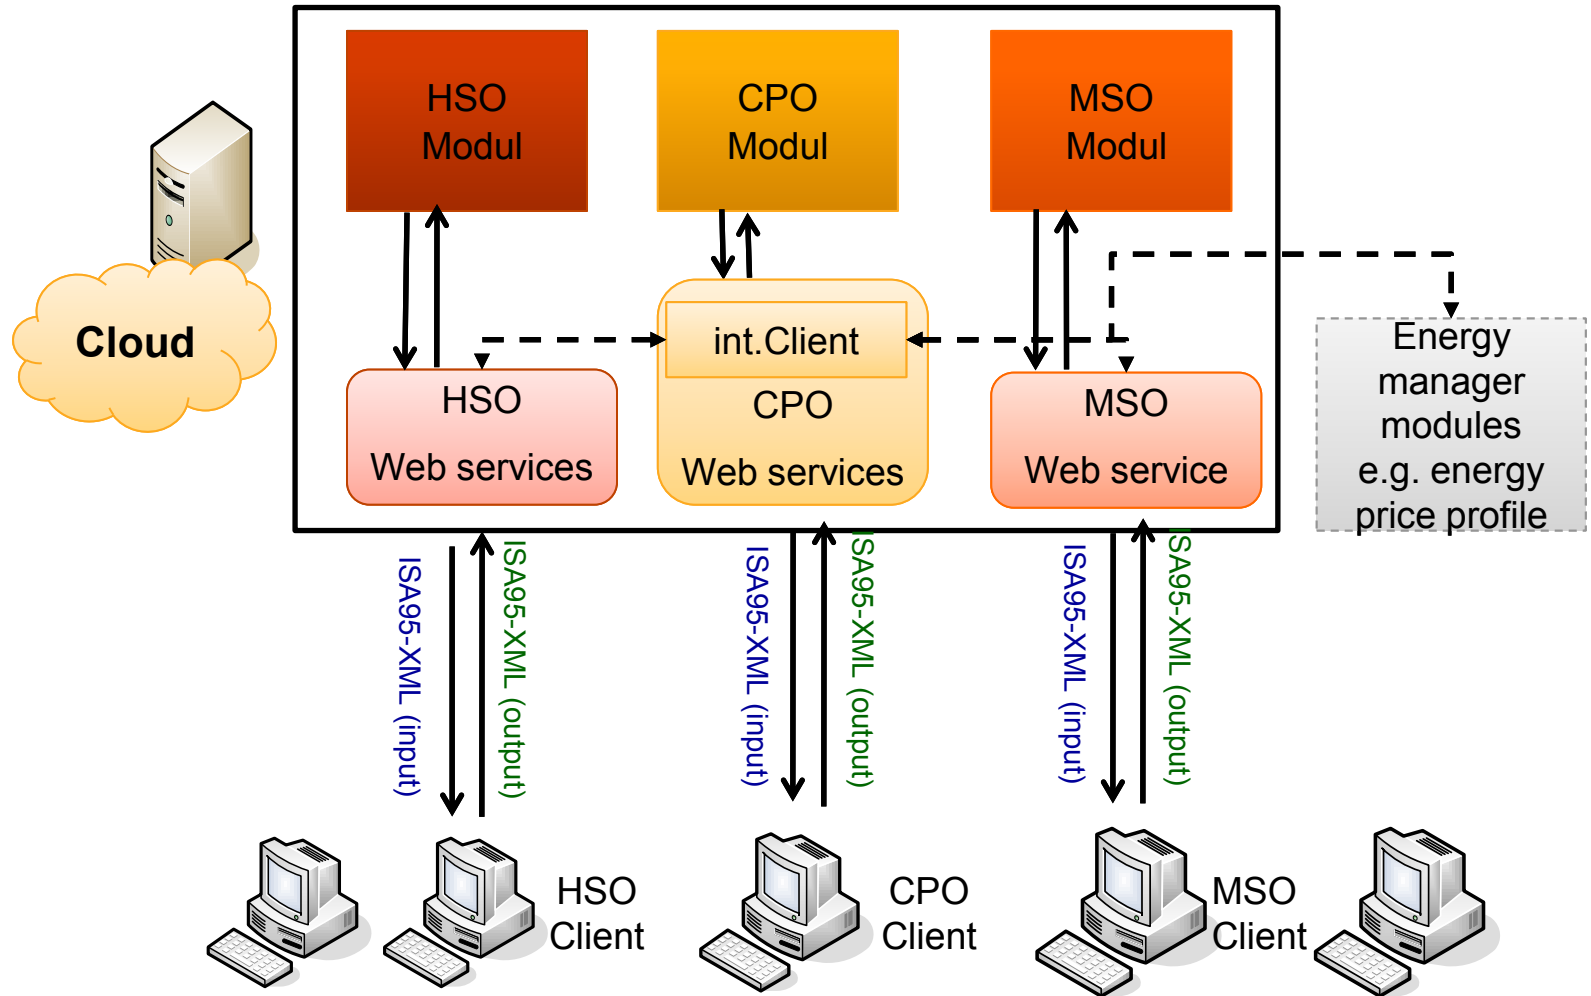 HSO
Modul
CPO
Modul
MSO
Modul
Cloud
int.Client
HSO
Web services
CPO
Web services
MSO
Web service
Energy
manager
modules
e.g. energy
price profile
ISA95-XML (input)
ISA95-XML (output)
ISA95-XML (input)
ISA95-XML (output)
ISA95-XML (input)
ISA95-XML (output)
HSO
Client
CPO
Client
MSO
Client